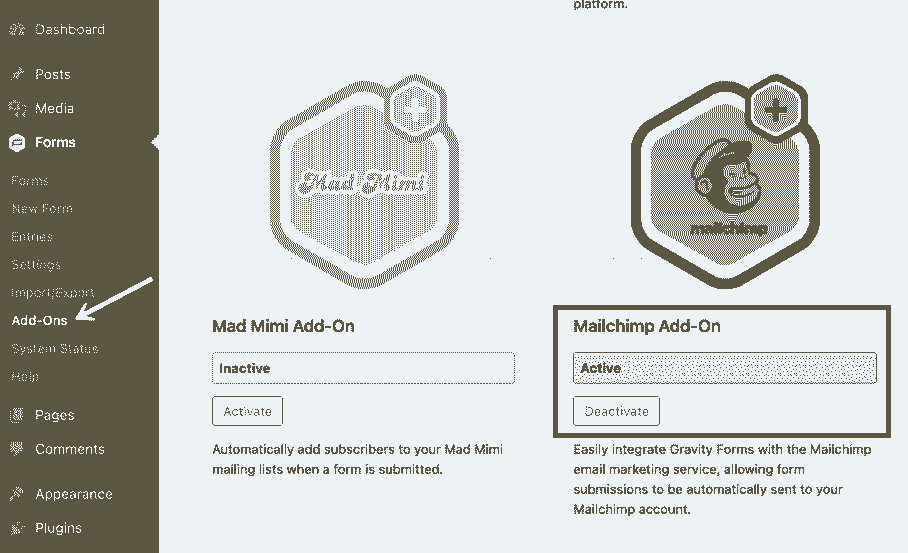 Dashboard
Posts
Media
Forms
Forms
New Form
Entries
Settings
Import/Export
Add-Ons
System Status
Help
Pages
Comments
Appearance
Plugins
platform.
Mad Mimi
Mad Mimi Add-On
Inactive
Activate
Automatically add subscribers to your Mad Mimi
mailing lists when a form is submitted.
mailchimp
Mailchimp Add-On
Active
Deactivate
Easily integrate Gravity Forms with the Mailchimp
email marketing service, allowing form
submissions to be automatically sent to your
Mailchimp account.